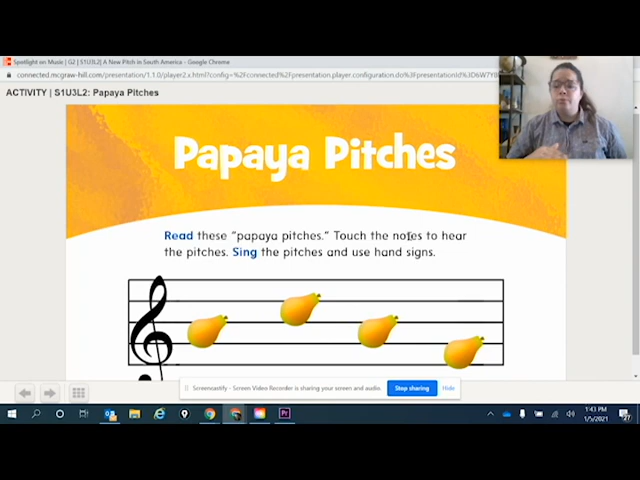 Spotlight on Music | G2 | S1U3L2| A New Pitch in South America - Google Chrome
connected.mcgraw-hill.com/presentation/1.1.0/player2.x.html?config=%2Fconnected%2Fpresentation.player.configuration.do%3FpresentationId%3D6W7Y
ACTIVITY | S1U3L2: Papaya Pitches
Papaya Pitches
Read these "papaya pitches." Touch the notes to hear
the pitches. Sing the pitches and use hand signs.
Screencastify - Screen Video Recorder is sharing your screen and audio. Stop sharing Hide
1:43 PM
1/5/2021
27